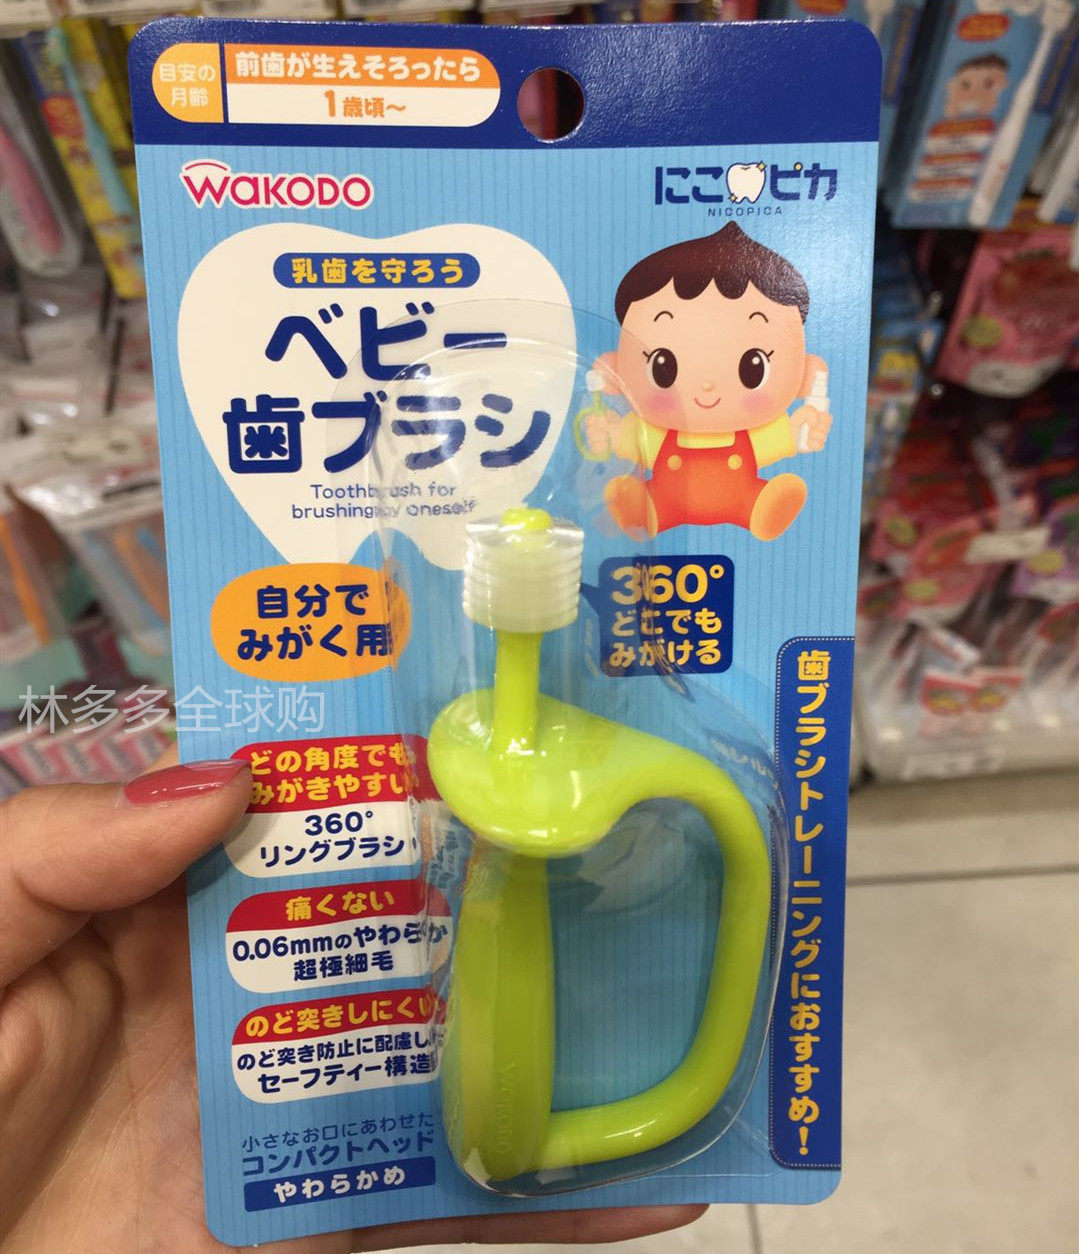 目安の
月齢
前歯が生えそろったら
1歳頃～
WAKODO
にこピカ
NICOPICA
乳歯を守ろう
ベビー
歯ブラシ
Toothbrush for
brushing by oneself
自分で
みがく用
360°
どこでも
みがける
林多多全球购
どの角度でも
みがきやすい
360°
リングブラシ
痛くない
0.06mmのやわらか
超極細毛
のど突きしにくい
のど突き防止に配慮し
セーフティー構造
小さなお口にあわせた
コンパクトヘッド
やわらかめ
歯ブラシトレーニングにおすすめ！